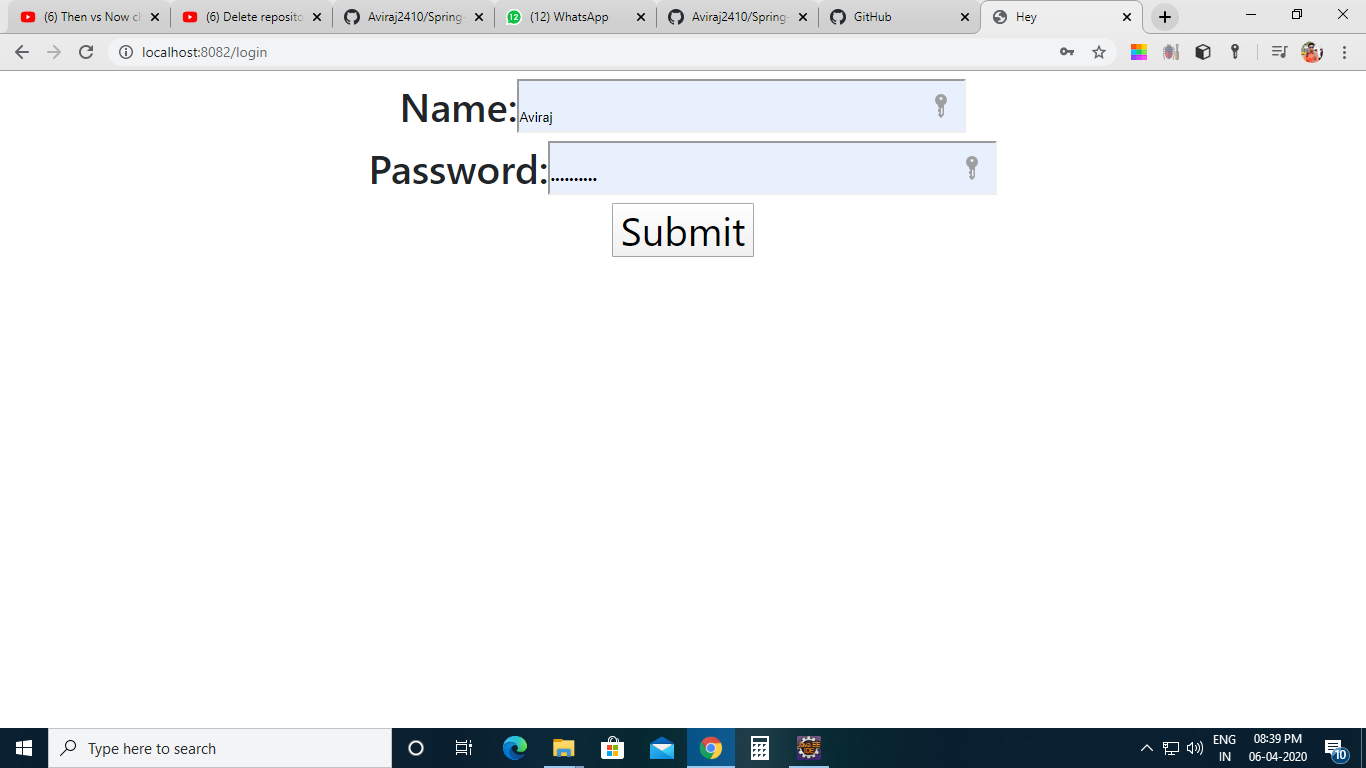 (6) Then vs Now ch
(6) Delete reposito
Aviraj2410/Spring-
(12) WhatsApp
Aviraj2410/Spring-
GitHub
Hey
localhost:8082/login
Name:
Aviraj
Password:
..........
Submit
Type here to search
ENG
IN
08:39 PM
06-04-2020
10